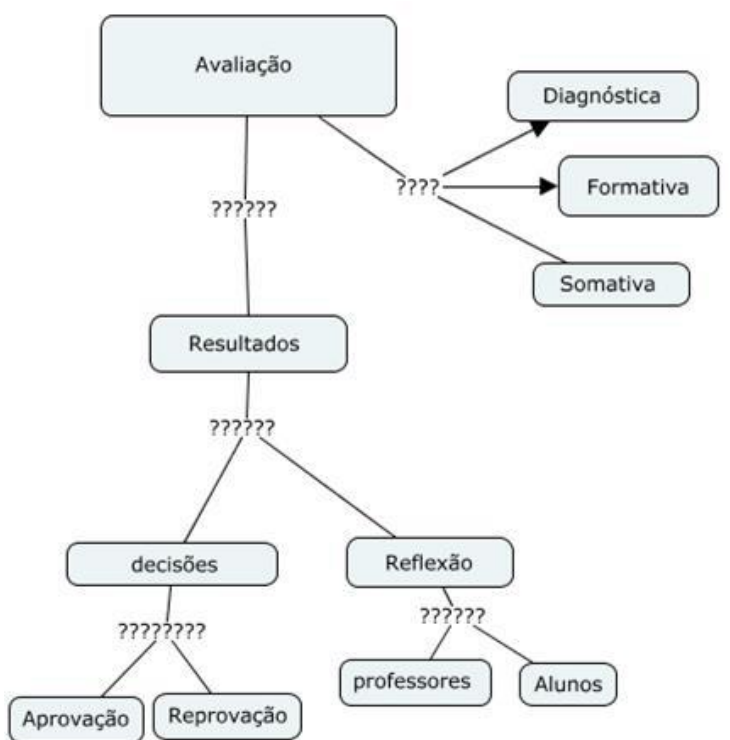 Avaliação
Diagnóstica
????
Formativa
??????
Somativa
Resultados
??????
decisões
Reflexão
????????
??????
professores
Alunos
Aprovação
Reprovação